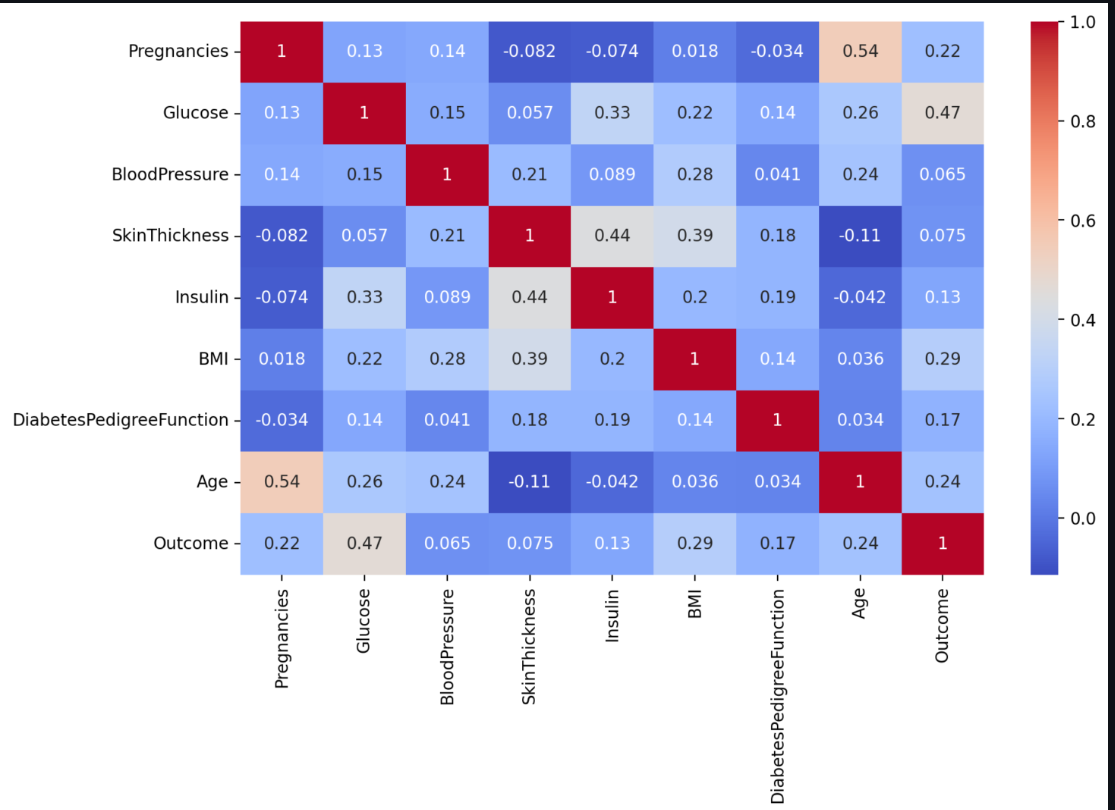 Pregnancies 1 0.13 0.14 -0.082 -0.074 0.018 -0.034 0.54 0.22
Glucose 0.13 1 0.15 0.057 0.33 0.22 0.14 0.26 0.47
BloodPressure 0.14 0.15 1 0.21 0.089 0.28 0.041 0.24 0.065
SkinThickness -0.082 0.057 0.21 1 0.44 0.39 0.18 -0.11 0.075
Insulin -0.074 0.33 0.089 0.44 1 0.2 0.19 -0.042 0.13
BMI 0.018 0.22 0.28 0.39 0.2 1 0.14 0.036 0.29
DiabetesPedigreeFunction -0.034 0.14 0.041 0.18 0.19 0.14 1 0.034 0.17
Age 0.54 0.26 0.24 -0.11 -0.042 0.036 0.034 1 0.24
Outcome 0.22 0.47 0.065 0.075 0.13 0.29 0.17 0.24 1
Pregnancies
Glucose
BloodPressure
SkinThickness
Insulin
BMI
DiabetesPedigreeFunction
Age
Outcome
1.0
0.8
0.6
0.4
0.2
0.0